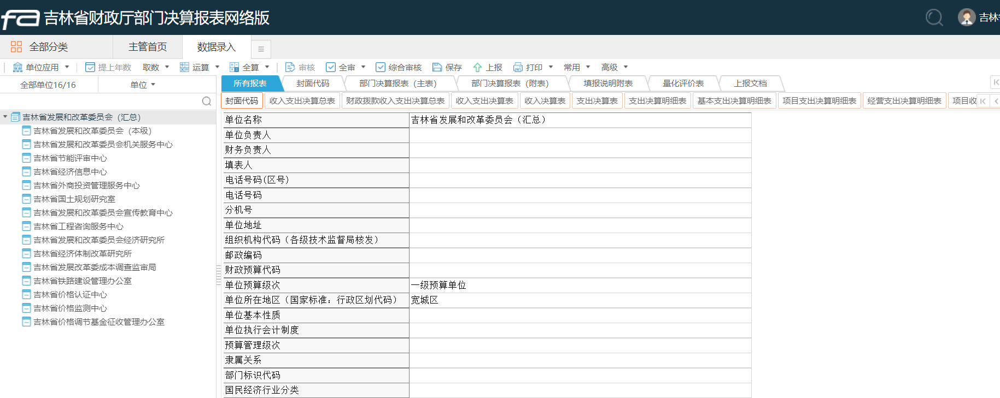 fa 吉林省财政厅部门决算报表网络版
吉林
全部分类 主管首页 数据录入
单位应用 提上年数 取数 运算 全算 审核 全审 综合审核 保存 上报 打印 常用 高级
全部单位16/16 单位
所有报表 封面代码 部门决算报表（主表） 部门决算报表（附表） 填报说明附表 量化评价表 上报文档
封面代码 收入支出决算总表 财政拨款收入支出决算总表 收入支出决算表 收入决算表 支出决算表 支出决算明细表 基本支出决算明细表 项目支出决算明细表 经营支出决算明细表 项目收
吉林省发展和改革委员会（汇总）
吉林省发展和改革委员会（本级）
吉林省发展和改革委员会机关服务中心
吉林省节能评审中心
吉林省经济信息中心
吉林省外商投资管理服务中心
吉林省国土规划研究室
吉林省发展和改革委员会宣传教育中心
吉林省工程咨询服务中心
吉林省发展和改革委员会经济研究所
吉林省经济体制改革研究所
吉林省发展改革委成本调查监审局
吉林省铁路建设管理办公室
吉林省价格认证中心
吉林省价格监测中心
吉林省价格调节基金征收管理办公室
单位名称 吉林省发展和改革委员会（汇总）
单位负责人
财务负责人
填表人
电话号码(区号)
电话号码
分机号
单位地址
组织机构代码（各级技术监督局核发）
邮政编码
财政预算代码
单位预算级次 一级预算单位
单位所在地区（国家标准：行政区划代码） 宽城区
单位基本性质
单位执行会计制度
预算管理级次
隶属关系
部门标识代码
国民经济行业分类